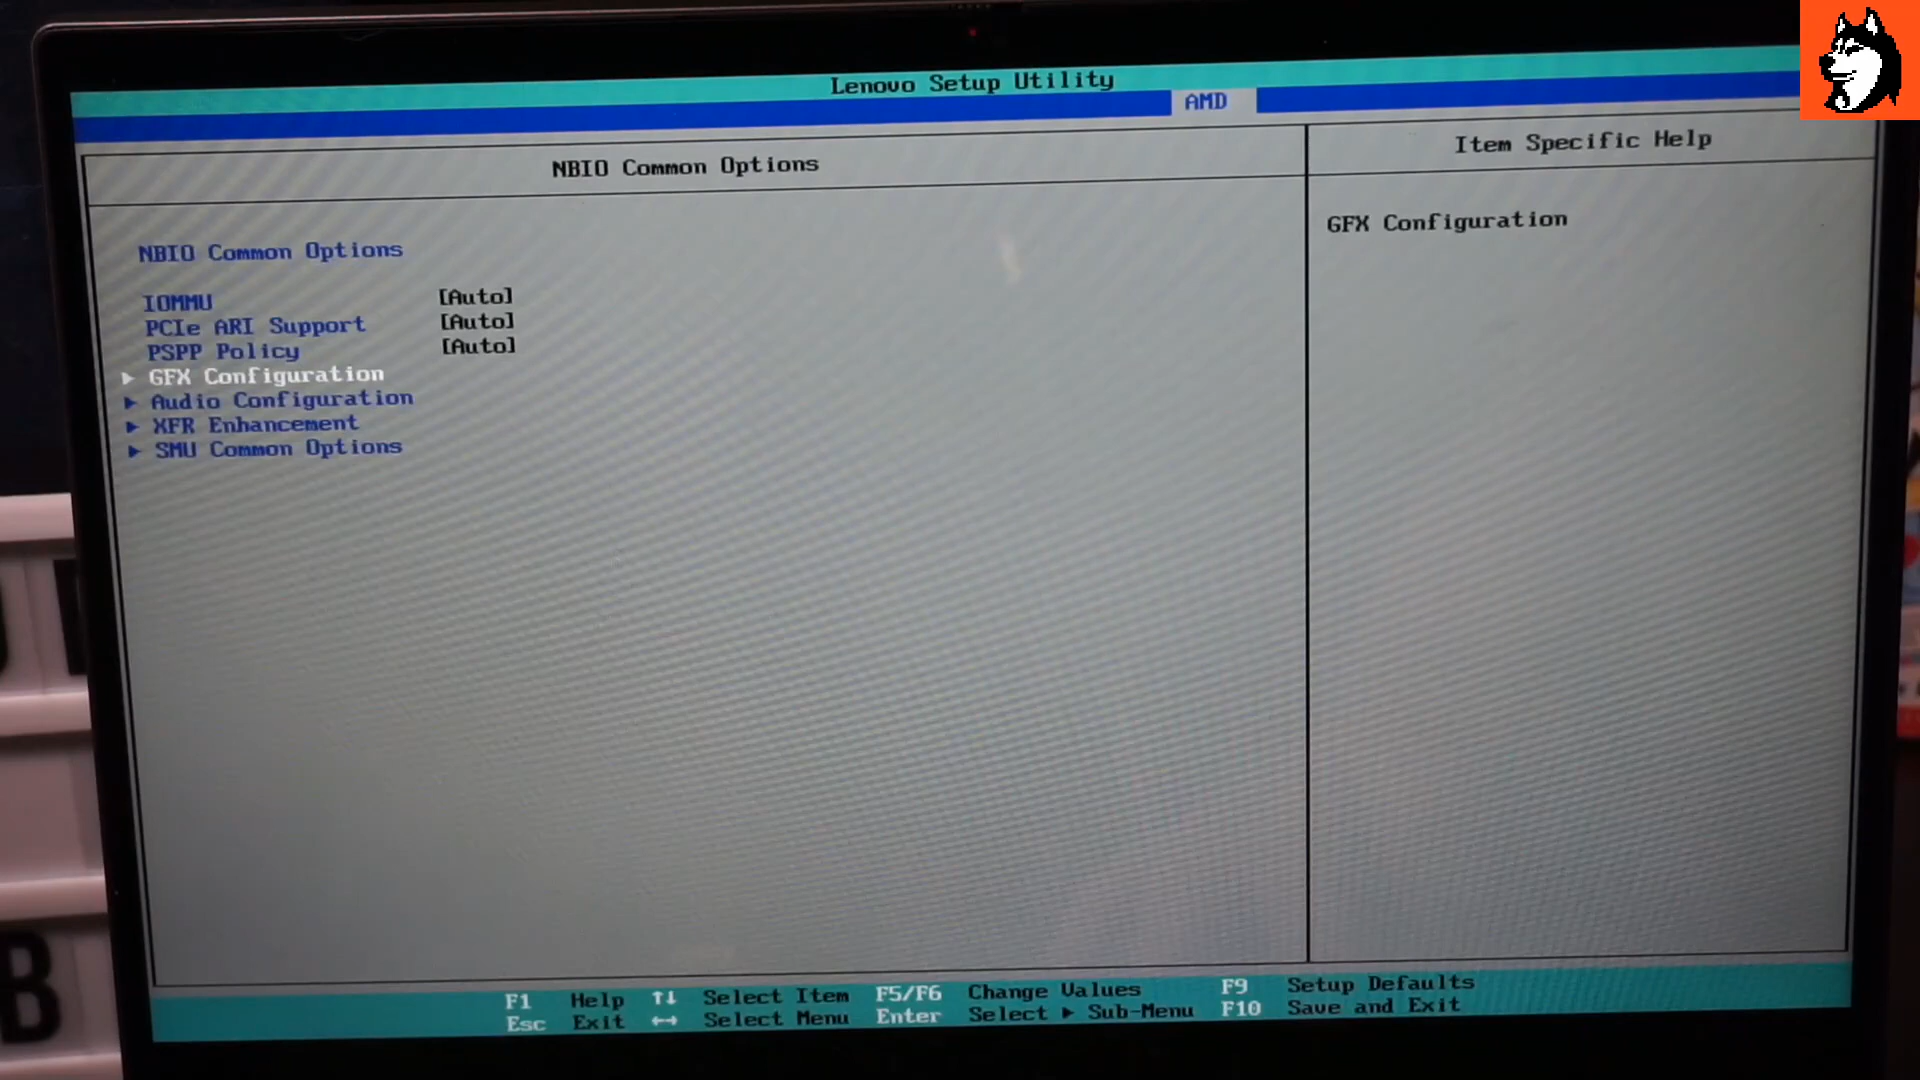 Lenovo Setup Utility
AMD
NBIO Common Options
Item Specific Help
NBIO Common Options
GFX Configuration
IOMMU [Auto]
PCIe ARI Support [Auto]
PSPP Policy [Auto]
▶ GFX Configuration
▶ Audio Configuration
▶ XFR Enhancement
▶ SMU Common Options
F1 Help ↑↓ Select Item F5/F6 Change Values F9 Setup Defaults
Esc Exit ↔ Select Menu Enter Select ▶ Sub-Menu F10 Save and Exit
B